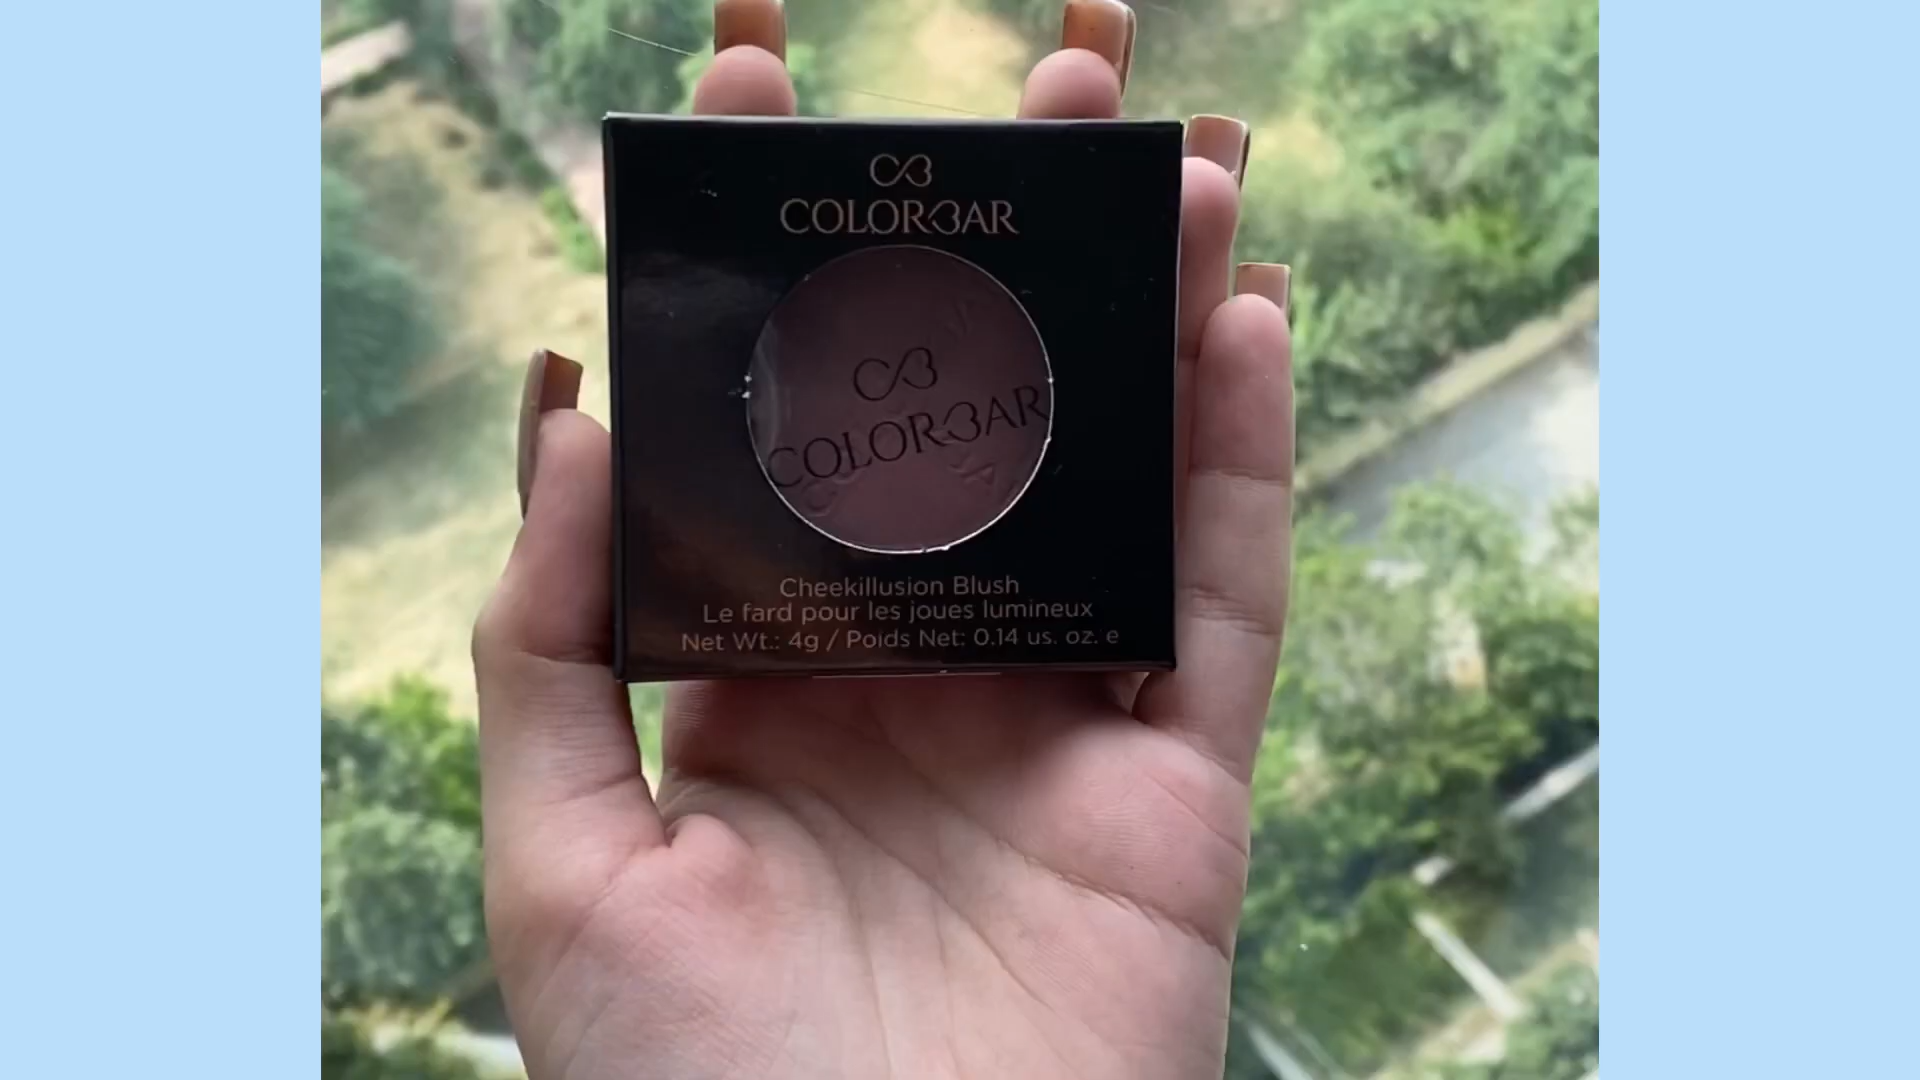 CB
COLORBAR
CB
COLORBAR
Cheekillusion Blush
Le fard pour les joues lumineux
Net Wt.: 4g / Poids Net: 0.14 us. oz. e